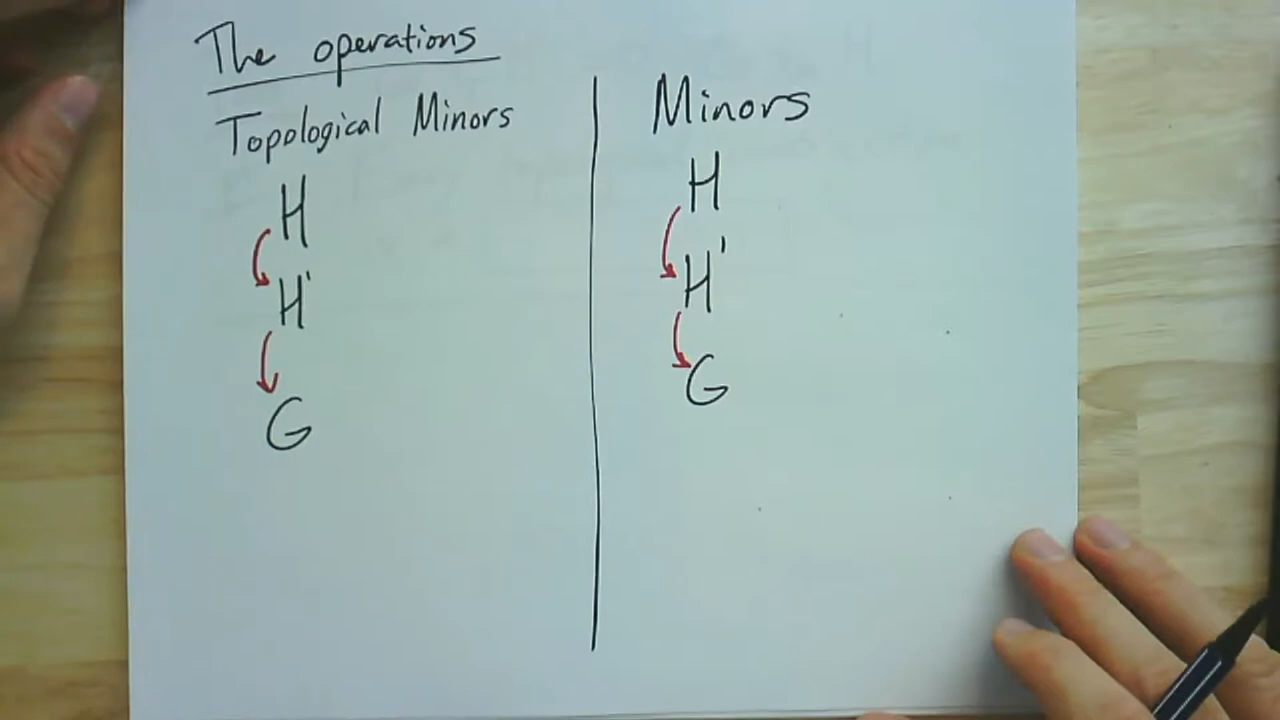 The operations
Topological Minors
H
H'
G
Minors
H
H'
G